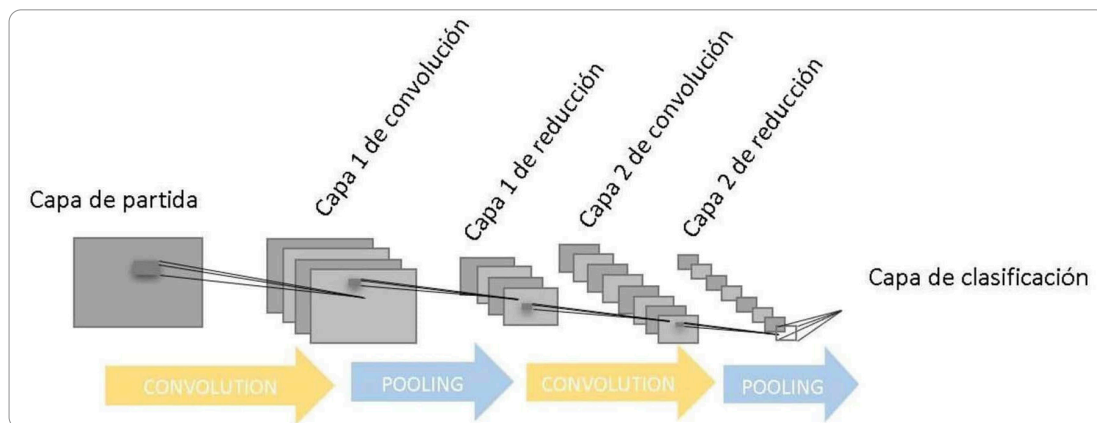 Capa de partida
Capa 1 de convolución
Capa 1 de reducción
Capa 2 de convolución
Capa 2 de reducción
Capa de clasificación
CONVOLUTION
POOLING
CONVOLUTION
POOLING